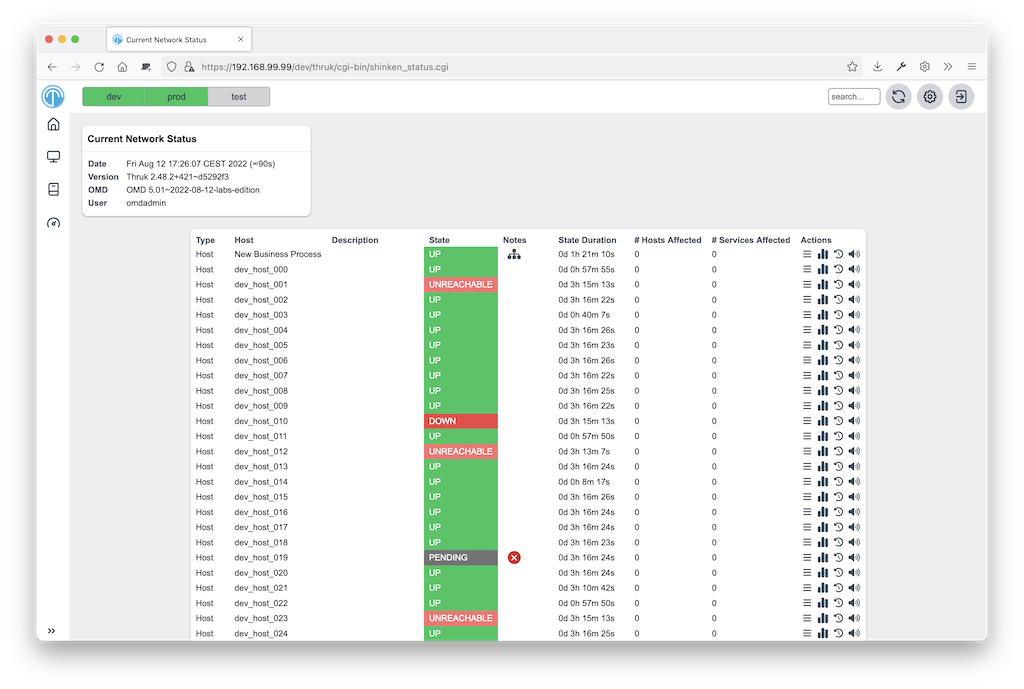 Current Network Status
https://192.168.99.99/dev/thruk/cgi-bin/shinken_status.cgi
dev prod test search...
Current Network Status
Date Fri Aug 12 17:26:07 CEST 2022 (∞90s)
Version Thruk 2.48.2+421~d5292f3
OMD OMD 5.01~2022-08-12-labs-edition
User omdadmin
Type Host Description State Notes State Duration # Hosts Affected # Services Affected Actions
Host New Business Process UP 0d 1h 21m 10s 0 0
Host dev_host_000 UP 0d 0h 57m 55s 0 0
Host dev_host_001 UNREACHABLE 0d 3h 15m 13s 0 0
Host dev_host_002 UP 0d 3h 16m 22s 0 0
Host dev_host_003 UP 0d 0h 40m 7s 0 0
Host dev_host_004 UP 0d 3h 16m 26s 0 0
Host dev_host_005 UP 0d 3h 16m 23s 0 0
Host dev_host_006 UP 0d 3h 16m 26s 0 0
Host dev_host_007 UP 0d 3h 16m 22s 0 0
Host dev_host_008 UP 0d 3h 16m 25s 0 0
Host dev_host_009 UP 0d 3h 16m 22s 0 0
Host dev_host_010 DOWN 0d 3h 15m 13s 0 0
Host dev_host_011 UP 0d 0h 57m 50s 0 0
Host dev_host_012 UNREACHABLE 0d 3h 13m 7s 0 0
Host dev_host_013 UP 0d 3h 16m 24s 0 0
Host dev_host_014 UP 0d 0h 8m 17s 0 0
Host dev_host_015 UP 0d 3h 16m 26s 0 0
Host dev_host_016 UP 0d 3h 16m 24s 0 0
Host dev_host_017 UP 0d 3h 16m 24s 0 0
Host dev_host_018 UP 0d 3h 16m 23s 0 0
Host dev_host_019 PENDING 0d 3h 16m 24s 0 0
Host dev_host_020 UP 0d 3h 16m 24s 0 0
Host dev_host_021 UP 0d 3h 10m 42s 0 0
Host dev_host_022 UP 0d 0h 57m 50s 0 0
Host dev_host_023 UNREACHABLE 0d 3h 15m 13s 0 0
Host dev_host_024 UP 0d 3h 16m 25s 0 0